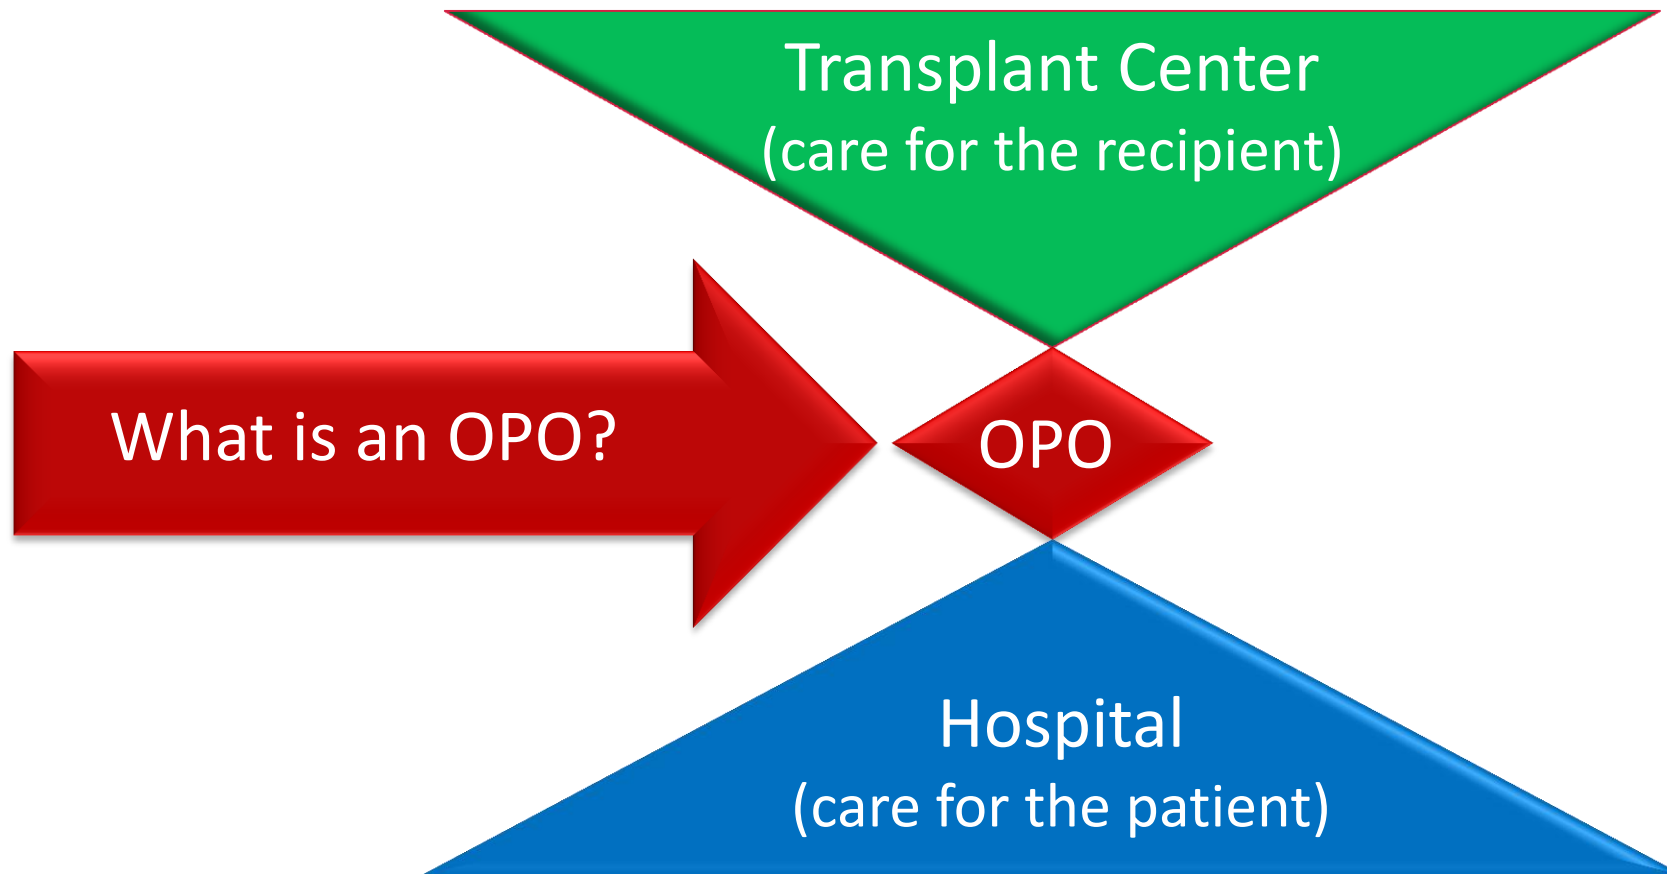 Transplant Center
(care for the recipient)
What is an OPO?
OPO
Hospital
(care for the patient)